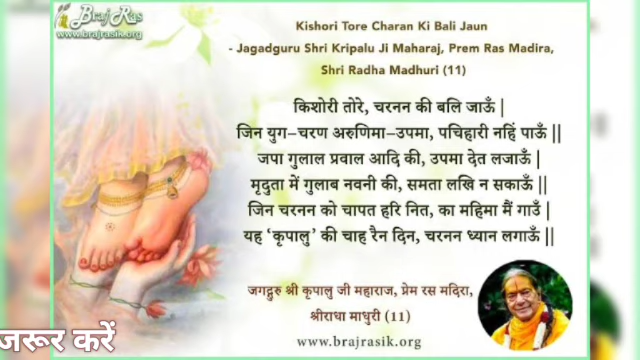 Braj Ras
www.brajrasik.org
Kishori Tore Charan Ki Bali Jaun
- Jagadguru Shri Kripalu Ji Maharaj, Prem Ras Madira,
Shri Radha Madhuri (11)
किशोरी तोरे, चरनन की बलि जाऊँ |
जिन युग–चरण अरुणिमा–उपमा, पचिहारी नहिं पाऊँ ||
जपा गुलाल प्रवाल आदि की, उपमा देत लजाऊँ |
मृदुता में गुलाब नवनी की, समता लखि न सकाऊँ ||
जिन चरनन को चापत हरि नित, का महिमा मैं गाउँ |
यह ‘कृपालु’ की चाह रैन दिन, चरनन ध्यान लगाऊँ ||
जगद्गुरु श्री कृपालु जी महाराज, प्रेम रस मदिरा,
श्रीराधा माधुरी (11)
www.brajrasik.org
जरूर करें